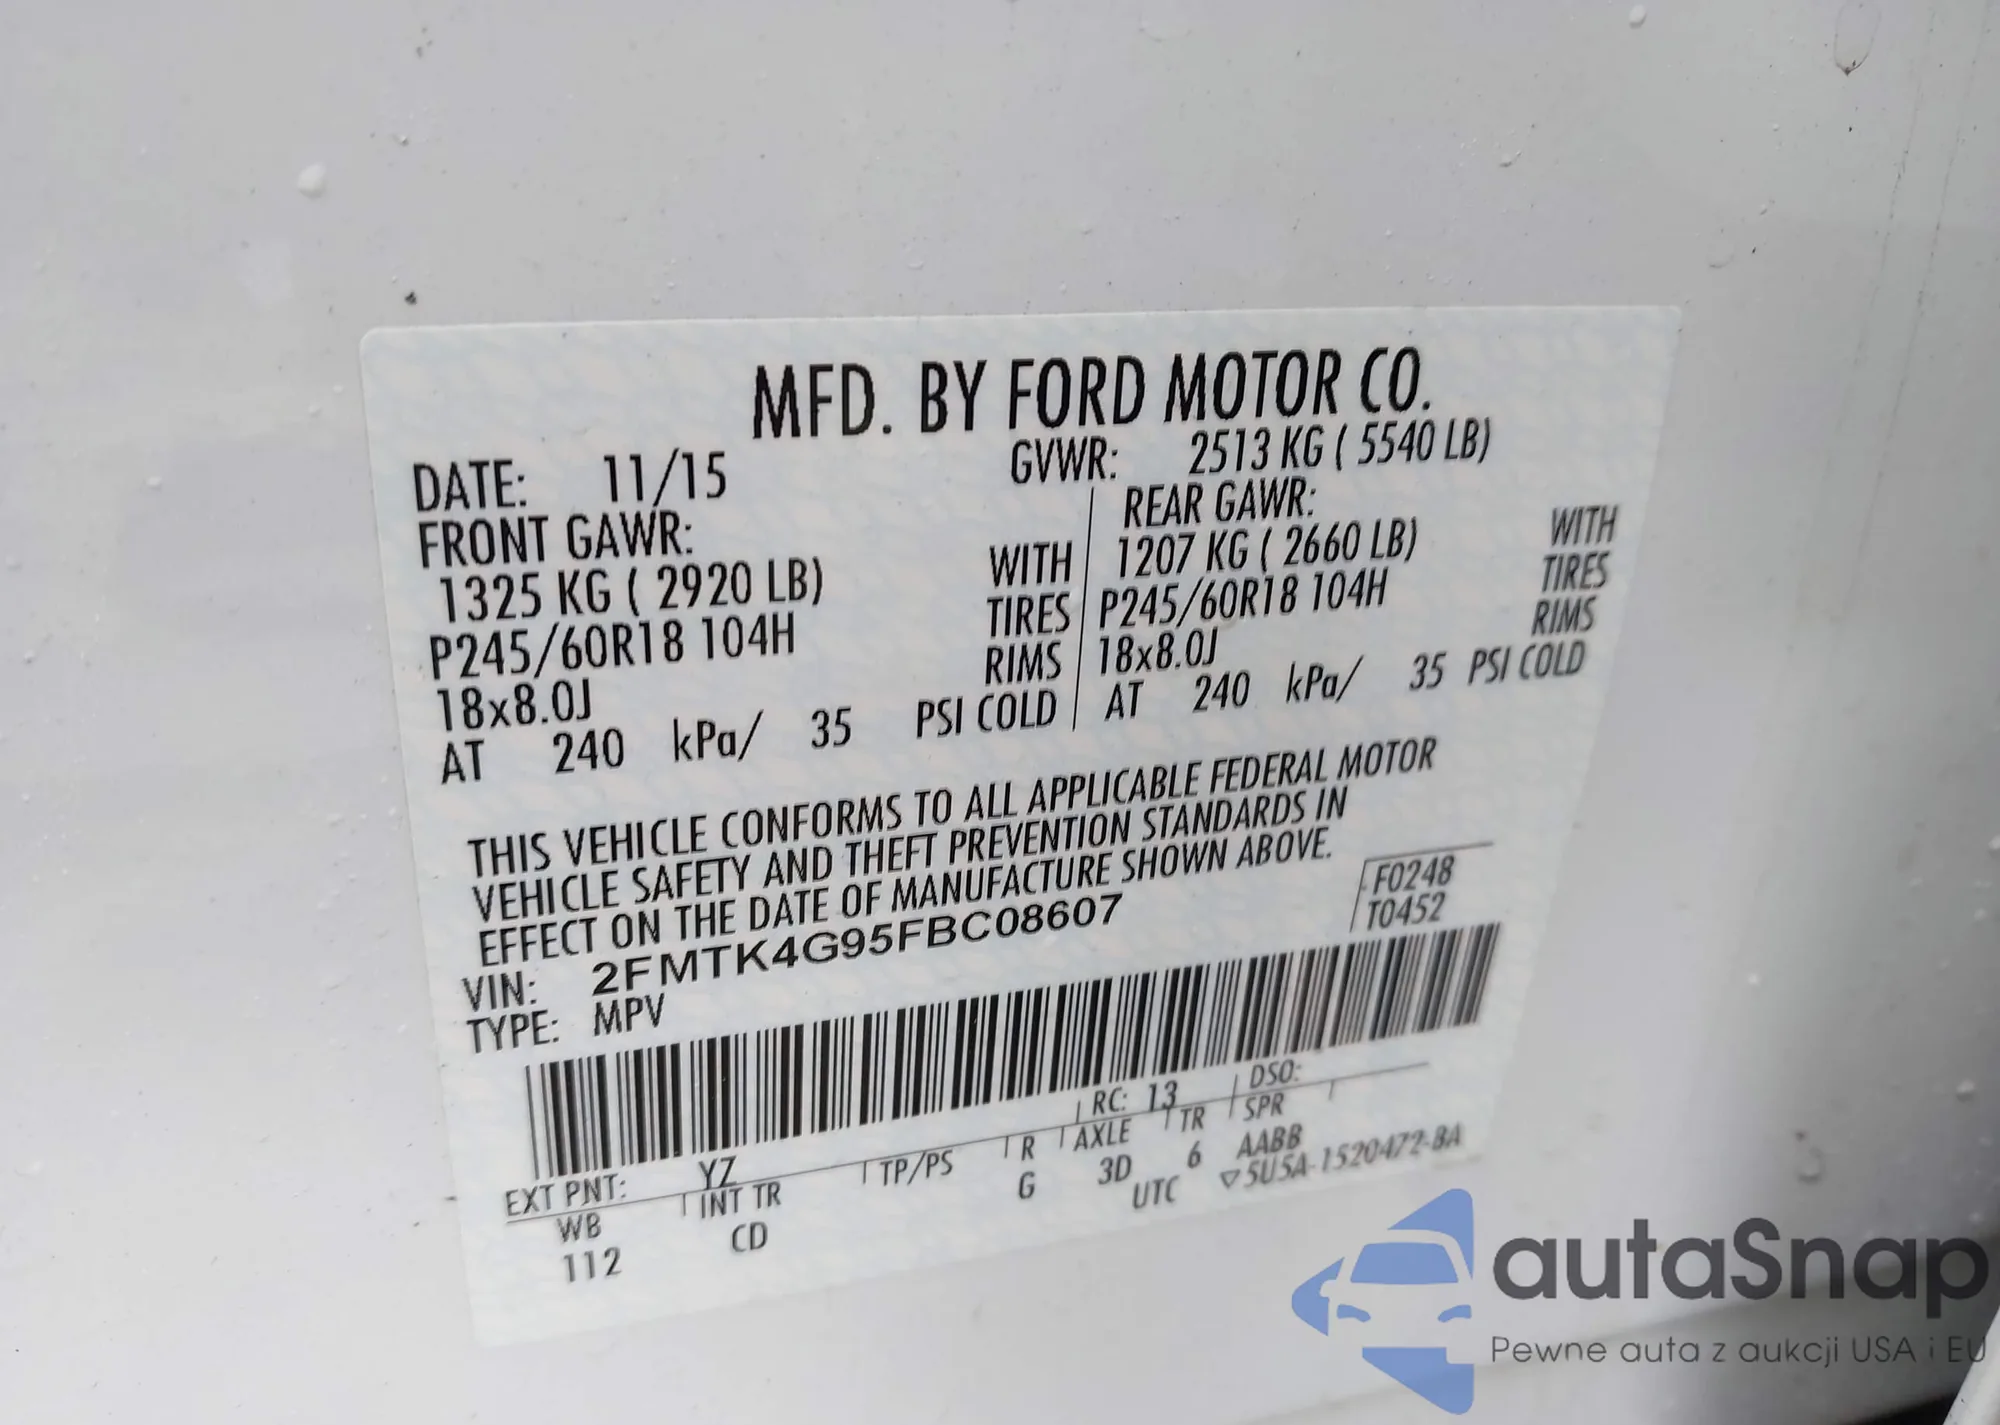 MFD. BY FORD MOTOR CO.
DATE: 11/15 GVWR: 2513 KG ( 5540 LB)
FRONT GAWR: REAR GAWR:
1325 KG ( 2920 LB) WITH 1207 KG ( 2660 LB) WITH
P245/60R18 104H TIRES P245/60R18 104H TIRES
18x8.0J RIMS 18x8.0J RIMS
AT 240 kPa/ 35 PSI COLD AT 240 kPa/ 35 PSI COLD
THIS VEHICLE CONFORMS TO ALL APPLICABLE FEDERAL MOTOR
VEHICLE SAFETY AND THEFT PREVENTION STANDARDS IN
EFFECT ON THE DATE OF MANUFACTURE SHOWN ABOVE.
F0248
VIN: 2FMTK4G95FBC08607 T0452
TYPE: MPV
EXT PNT: YZ RC: 13 DSO:
WB INT TR TP/PS R AXLE TR SPR
112 CD G 3D 6 AABB
UTC ▽5U5A-1520472-BA
autaSnap
Pewne auta z aukcji USA i EU